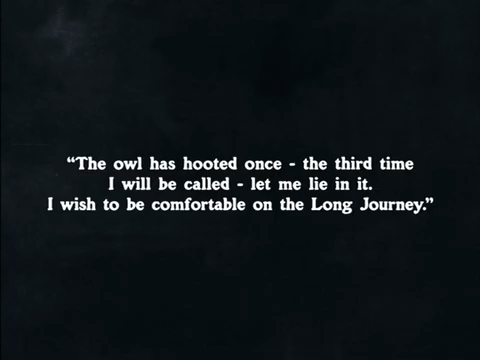 “The owl has hooted once - the third time
I will be called - let me lie in it.
I wish to be comfortable on the Long Journey.”